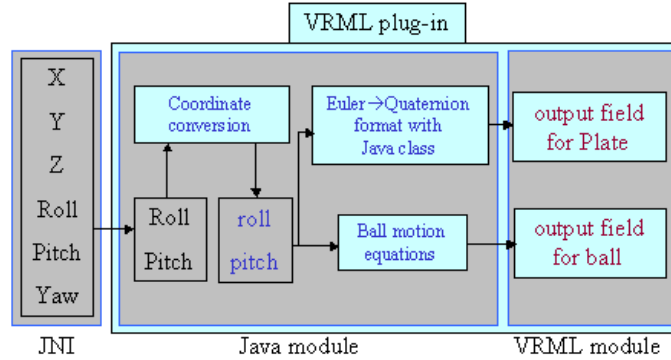 VRML plug-in
X
Y
Z
Roll
Pitch
Yaw
Coordinate
conversion
Roll
Pitch
roll
pitch
Euler→Quaternion
format with
Java class
Ball motion
equations
output field
for Plate
output field
for ball
JNI
Java module
VRML module